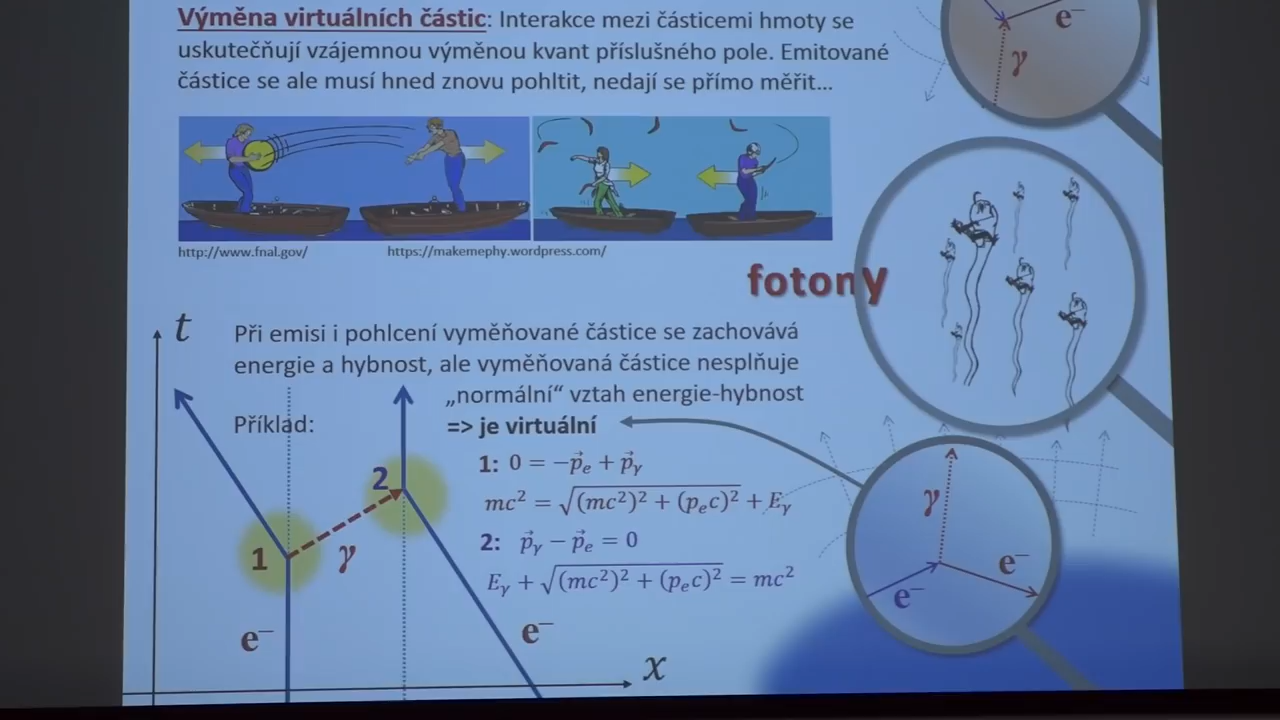 Výměna virtuálních částic: Interakce mezi částicemi hmoty se
uskutečňují vzájemnou výměnou kvant příslušného pole. Emitované
částice se ale musí hned znovu pohltit, nedají se přímo měřit...
e⁻
γ
http://www.fnal.gov/
https://makemephy.wordpress.com/
fotony
t
Při emisi i pohlcení vyměňované částice se zachovává
energie a hybnost, ale vyměňovaná částice nesplňuje
„normální“ vztah energie-hybnost
Příklad:
=> je virtuální
1: 0 = −p⃗ₑ + p⃗ᵧ
mc² = √((mc²)² + (pₑc)²) + Eᵧ
2: p⃗ᵧ − p⃗ₑ = 0
Eᵧ + √((mc²)² + (pₑc)²) = mc²
2
1
γ
e⁻
e⁻
x
γ
e⁻
e⁻